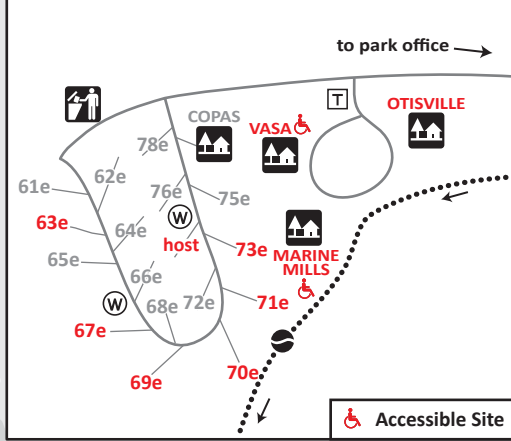 to park office
T
OTISVILLE
COPAS
VASA
78e
62e
61e
76e
75e
63e
W
64e
host
73e
65e
MARINE
MILLS
66e
W
68e
72e
71e
67e
70e
69e
Accessible Site